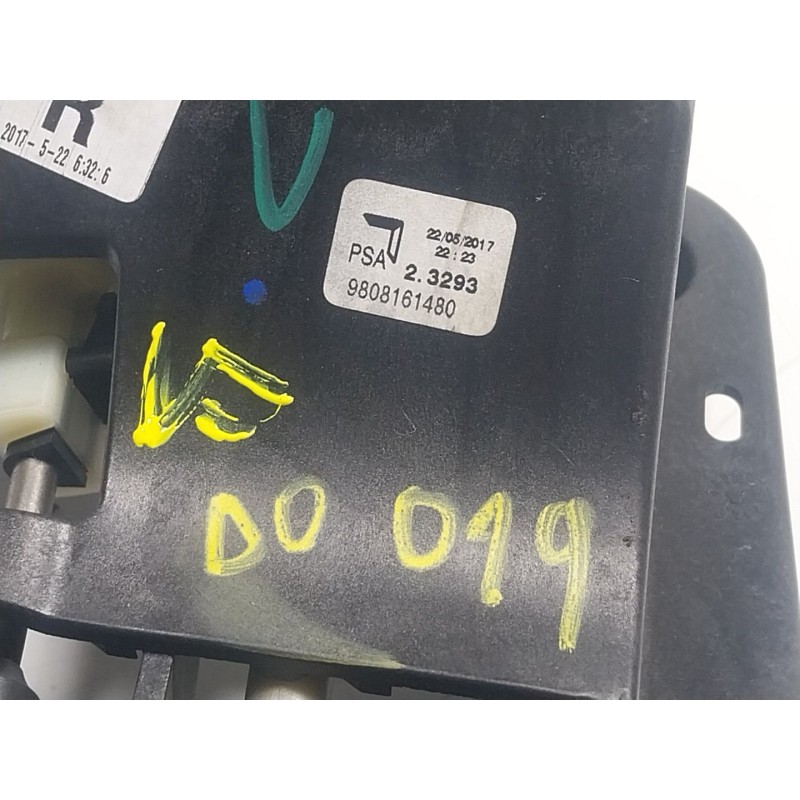 R
2017- 5-22 6:32:6
V
22/05/2017
22:23
PSA
2.3293
9808161480
DO 019